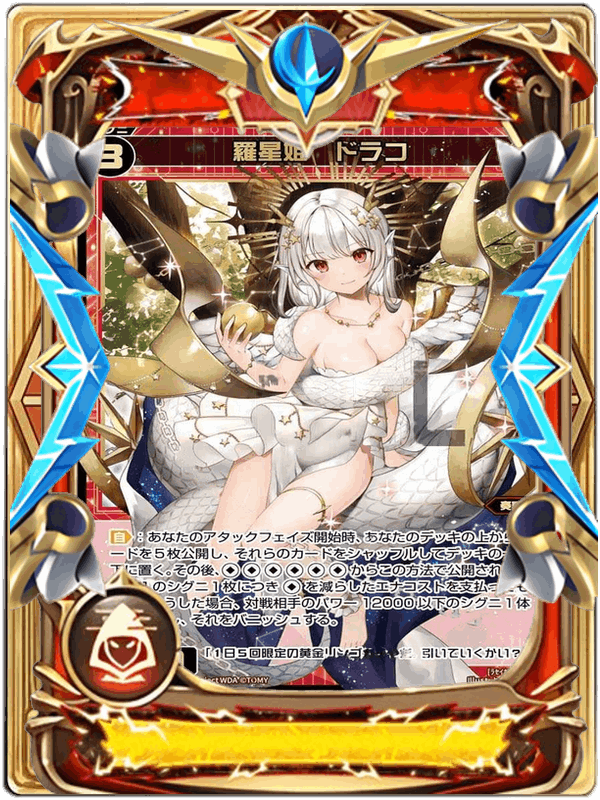 3
羅星姫 ドラコ
L
自：あなたのアタックフェイズ開始時、あなたのデッキの上か
ードを5枚公開し、それらのカードをシャッフルしてデッキの
下に置く。その後、◆◆◆◆◆◆からこの方法で公開され
1のシグニ1枚につき◆を減らしたエナコストを支払
した場合、対戦相手のパワー12000以下のシグニ1体
、それをバニッシュする。
「1日5回限定の黄金リンゴ 引いていくかい？
ject WDA ©TOMY